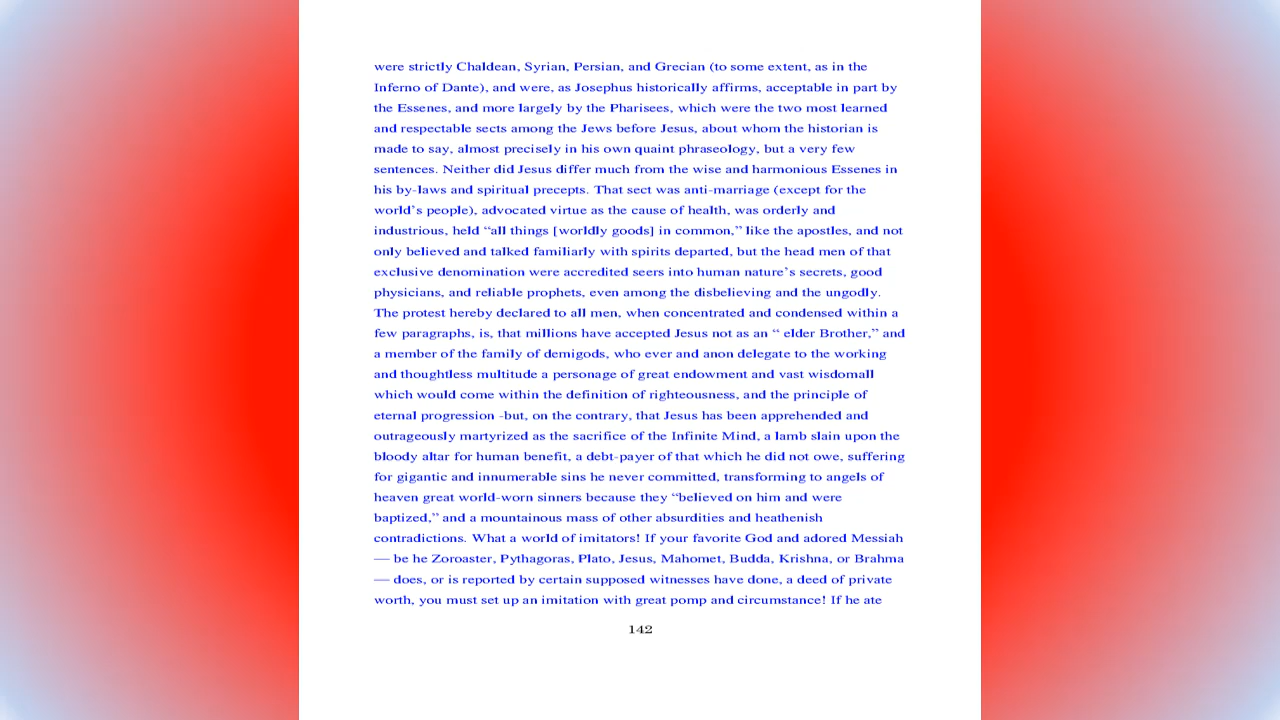 were strictly Chaldean, Syrian, Persian, and Grecian (to some extent, as in the
Inferno of Dante), and were, as Josephus historically affirms, acceptable in part by
the Essenes, and more largely by the Pharisees, which were the two most learned
and respectable sects among the Jews before Jesus, about whom the historian is
made to say, almost precisely in his own quaint phraseology, but a very few
sentences. Neither did Jesus differ much from the wise and harmonious Essenes in
his by-laws and spiritual precepts. That sect was anti-marriage (except for the
world’s people), advocated virtue as the cause of health, was orderly and
industrious, held “all things [worldly goods] in common,” like the apostles, and not
only believed and talked familiarly with spirits departed, but the head men of that
exclusive denomination were accredited seers into human nature’s secrets, good
physicians, and reliable prophets, even among the disbelieving and the ungodly.
The protest hereby declared to all men, when concentrated and condensed within a
few paragraphs, is, that millions have accepted Jesus not as an “ elder Brother,” and
a member of the family of demigods, who ever and anon delegate to the working
and thoughtless multitude a personage of great endowment and vast wisdomall
which would come within the definition of righteousness, and the principle of
eternal progression -but, on the contrary, that Jesus has been apprehended and
outrageously martyrized as the sacrifice of the Infinite Mind, a lamb slain upon the
bloody altar for human benefit, a debt-payer of that which he did not owe, suffering
for gigantic and innumerable sins he never committed, transforming to angels of
heaven great world-worn sinners because they “believed on him and were
baptized,” and a mountainous mass of other absurdities and heathenish
contradictions. What a world of imitators! If your favorite God and adored Messiah
— be he Zoroaster, Pythagoras, Plato, Jesus, Mahomet, Budda, Krishna, or Brahma
— does, or is reported by certain supposed witnesses have done, a deed of private
worth, you must set up an imitation with great pomp and circumstance! If he ate
142